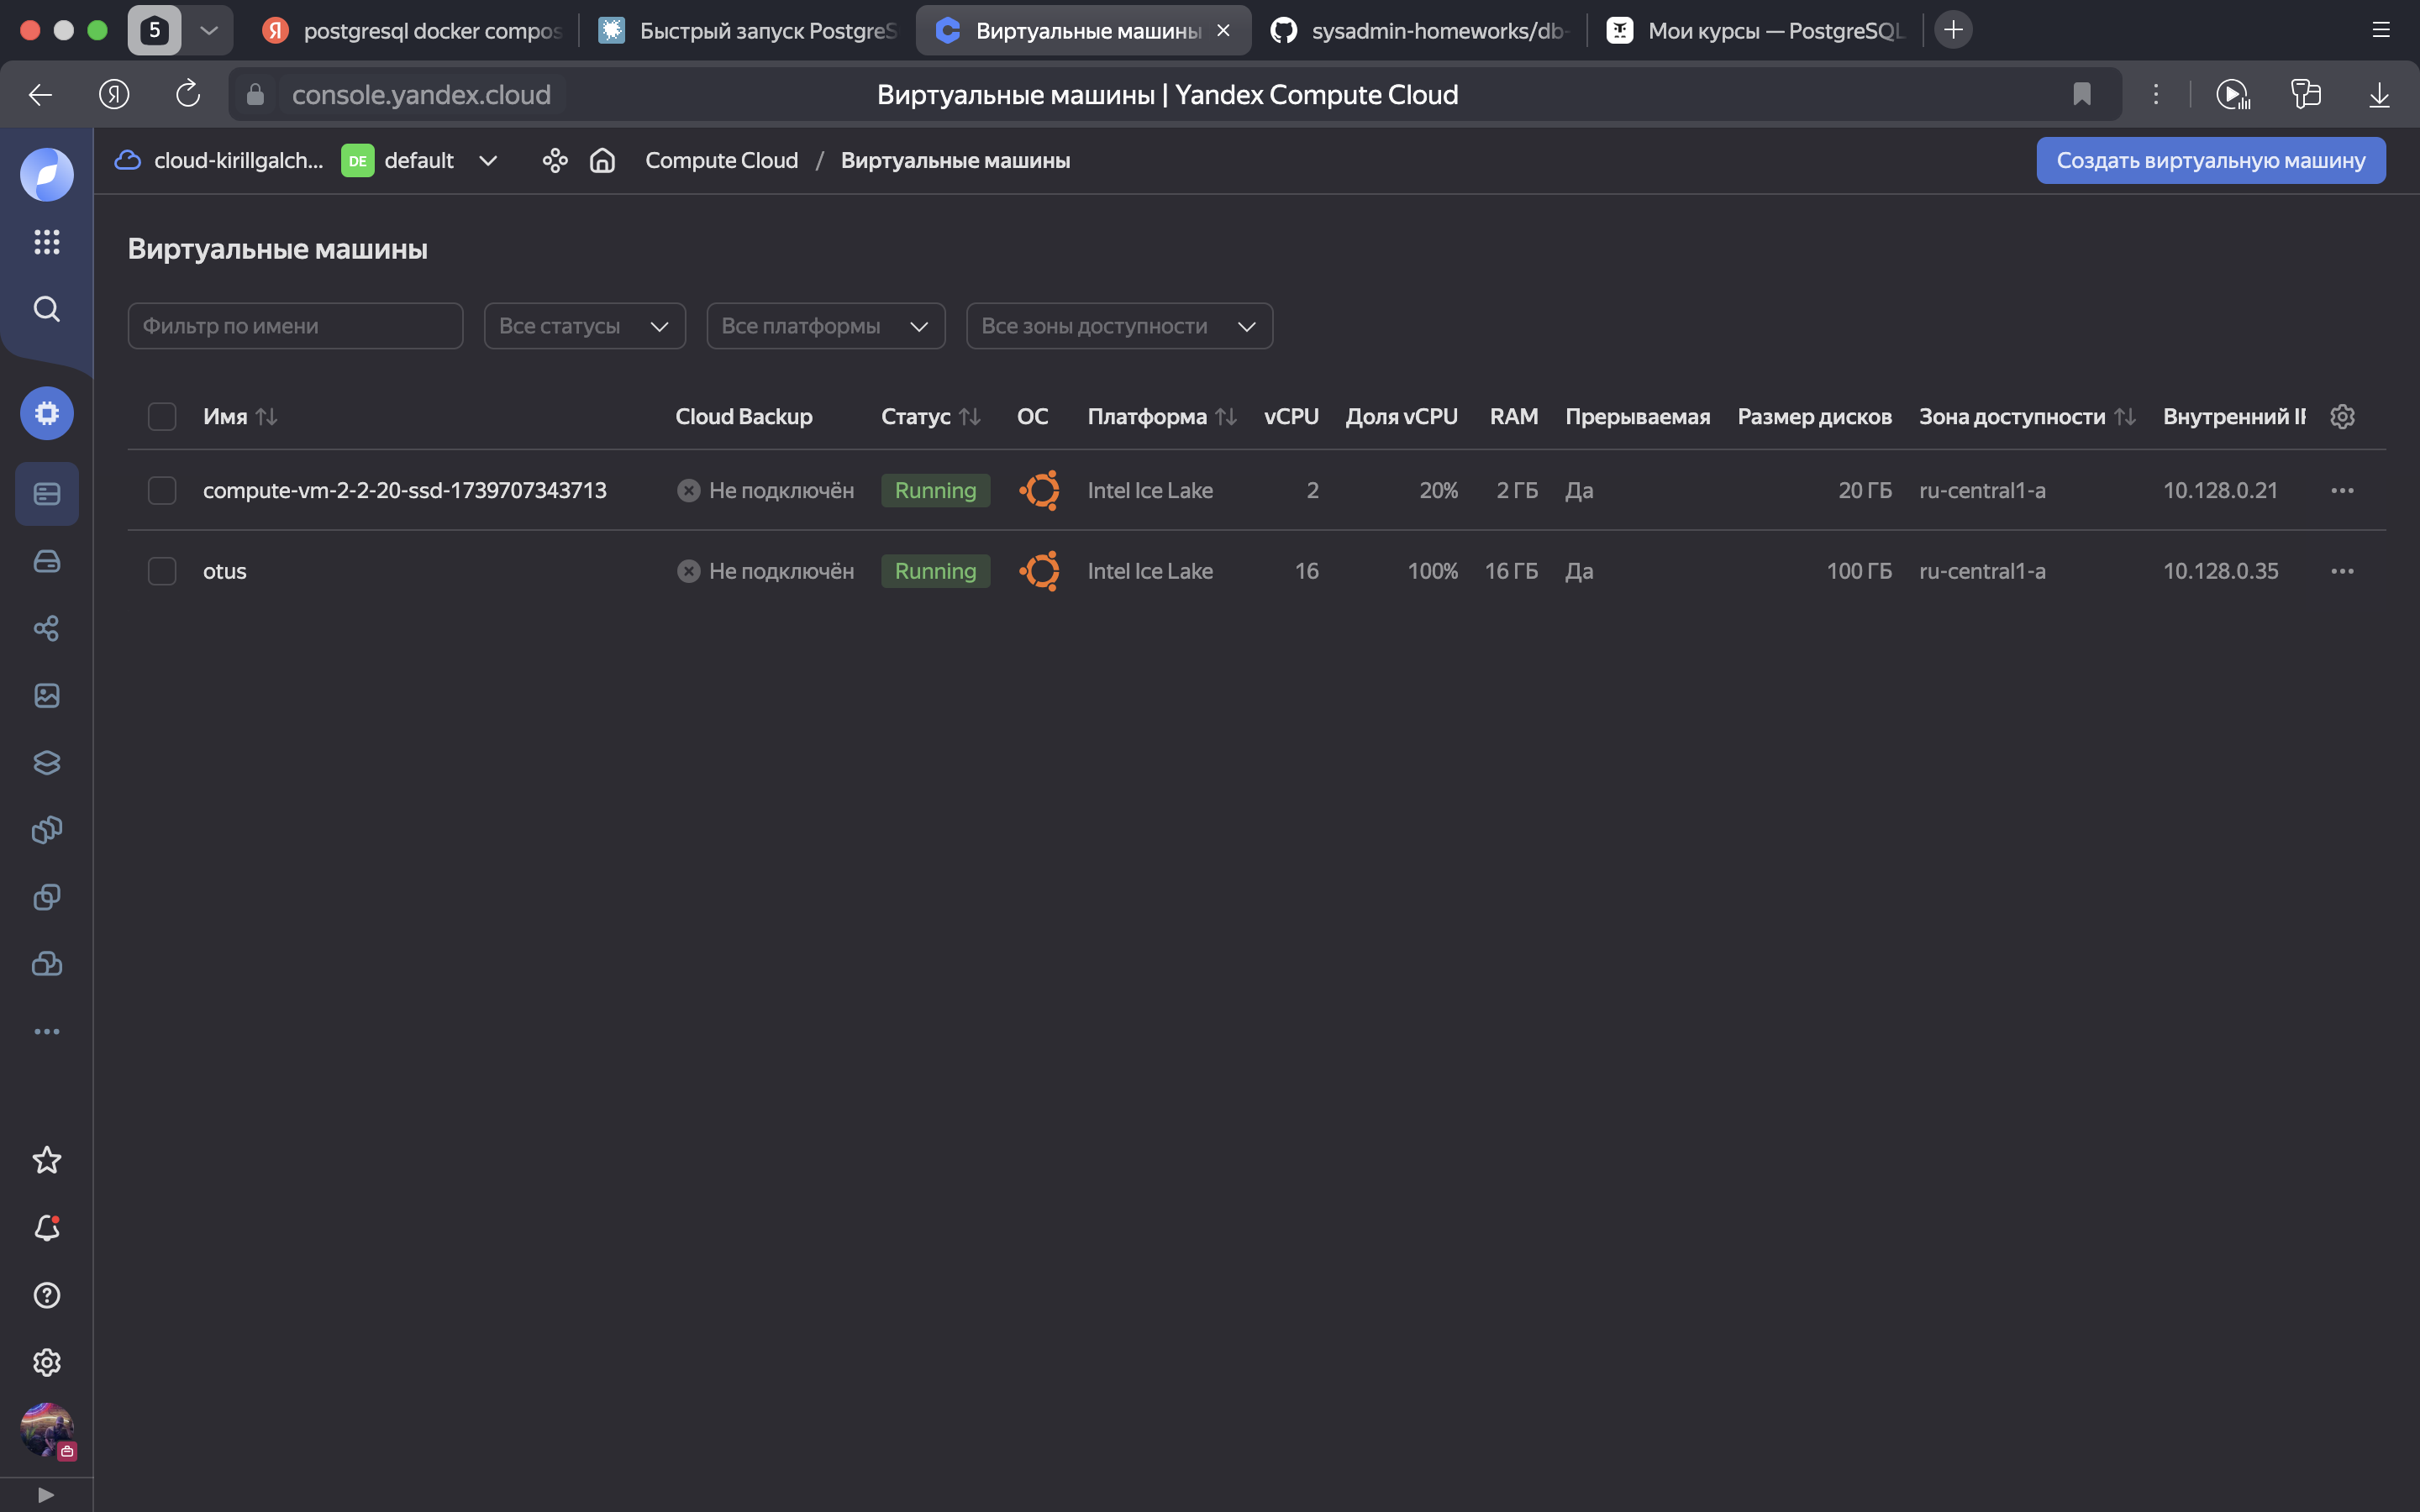 5
Я
postgresql docker compos
Быстрый запуск PostgreS
Виртуальные машины
sysadmin-homeworks/db-
Мои курсы — PostgreSQL
Я
console.yandex.cloud
Виртуальные машины | Yandex Compute Cloud
cloud-kirillgalch...
DE
default
Compute Cloud / Виртуальные машины
Создать виртуальную машину
Виртуальные машины
Фильтр по имени
Все статусы
Все платформы
Все зоны доступности
Имя Cloud Backup Статус ОС Платформа vCPU Доля vCPU RAM Прерываемая Размер дисков Зона доступности Внутренний IP
compute-vm-2-2-20-ssd-1739707343713 Не подключён Running Intel Ice Lake 2 20% 2 ГБ Да 20 ГБ ru-central1-a 10.128.0.21
otus Не подключён Running Intel Ice Lake 16 100% 16 ГБ Да 100 ГБ ru-central1-a 10.128.0.35